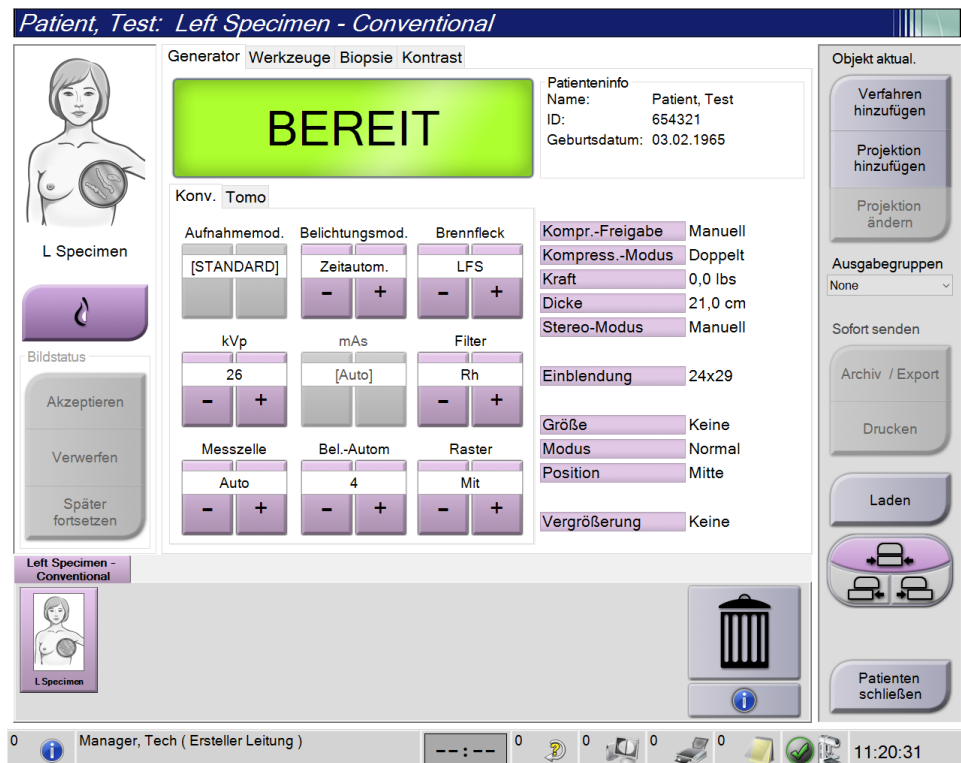 Patient, Test: Left Specimen - Conventional
Generator Werkzeuge Biopsie Kontrast
BEREIT
Patienteninfo
Name: Patient, Test
ID: 654321
Geburtsdatum: 03.02.1965
L Specimen
Bildstatus
Akzeptieren
Verwerfen
Später
fortsetzen
Konv. Tomo
Aufnahmemod. Belichtungsmod. Brennfleck
[STANDARD] Zeitautom. LFS
- + - +
kVp mAs Filter
26 [Auto] Rh
- + - +
Messzelle Bel.-Autom Raster
Auto 4 Mit
- + - + - +
Kompr.-Freigabe Manuell
Kompress.-Modus Doppelt
Kraft 0,0 lbs
Dicke 21,0 cm
Stereo-Modus Manuell
Einblendung 24x29
Größe Keine
Modus Normal
Position Mitte
Vergrößerung Keine
Objekt aktual.
Verfahren
hinzufügen
Projektion
hinzufügen
Projektion
ändern
Ausgabegruppen
None
Sofort senden
Archiv / Export
Drucken
Laden
Patienten
schließen
Left Specimen -
Conventional
L Specimen
0 Manager, Tech ( Ersteller Leitung ) --:-- 0 0 0 0 11:20:31